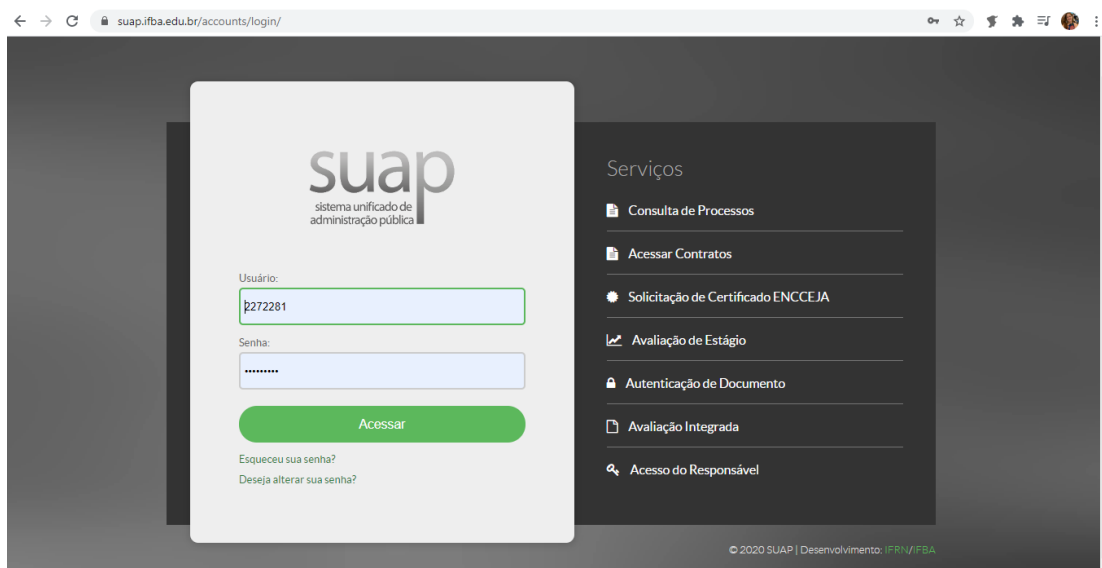 suap.ifba.edu.br/accounts/login/
suap
sistema unificado de
administração pública
Usuário:
2272281
Senha:
•••••••••
Acessar
Esqueceu sua senha?
Deseja alterar sua senha?
Serviços
Consulta de Processos
Acessar Contratos
Solicitação de Certificado ENCCEJA
Avaliação de Estágio
Autenticação de Documento
Avaliação Integrada
Acesso do Responsável
© 2020 SUAP | Desenvolvimento: IFRN/IFBA